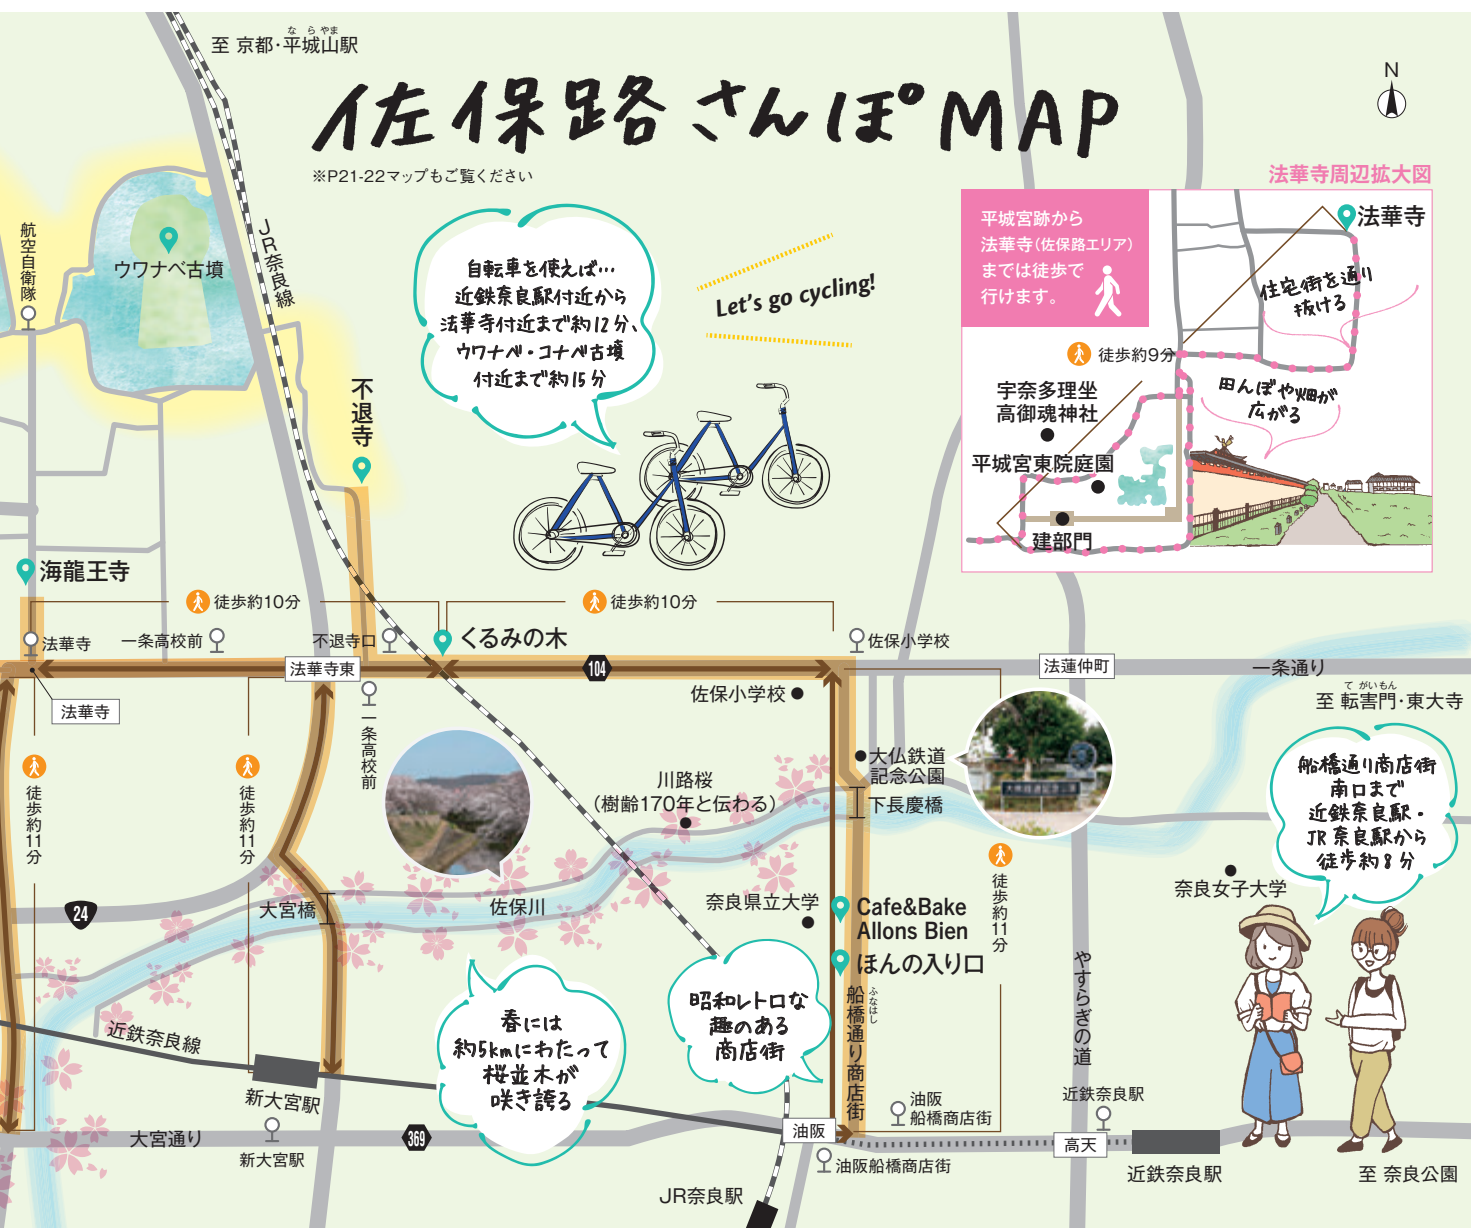 至 京都・平城山駅
な ら やま
佐保路さんぽMAP
※P21-22マップもご覧ください
N
法華寺周辺拡大図
平城宮跡から
法華寺(佐保路エリア)
までは徒歩で
行けます。
法華寺
住宅街を通り
抜ける
徒歩約9分
田んぼや畑が
広がる
宇奈多理坐
高御魂神社
平城宮東院庭園
建部門
航空自衛隊
ウワナベ古墳
JR奈良線
自転車を使えば…
近鉄奈良駅付近から
法華寺付近まで約12分、
ウワナベ・コナベ古墳
付近まで約15分
Let's go cycling!
不退寺
海龍王寺
徒歩約10分
徒歩約10分
法華寺
一条高校前
不退寺口
くるみの木
佐保小学校
法華寺東
104
法蓮仲町
一条通り
法華寺
一条高校前
佐保小学校
至 転害門・東大寺
て がいもん
大仏鉄道
記念公園
下長慶橋
川路桜
(樹齢170年と伝わる)
船橋通り商店街
南口まで
近鉄奈良駅・
JR奈良駅から
徒歩約8分
徒歩約11分
徒歩約11分
徒歩約11分
24
大宮橋
佐保川
奈良県立大学
Cafe&Bake
Allons Bien
ほんの入り口
奈良女子大学
船橋通り商店街
ふなはし
やすらぎの道
昭和レトロな
趣のある
商店街
春には
約5kmにわたって
桜並木が
咲き誇る
近鉄奈良線
新大宮駅
大宮通り
新大宮駅
369
油阪
油阪
船橋商店街
油阪船橋商店街
近鉄奈良駅
高天
近鉄奈良駅
至 奈良公園
JR奈良駅